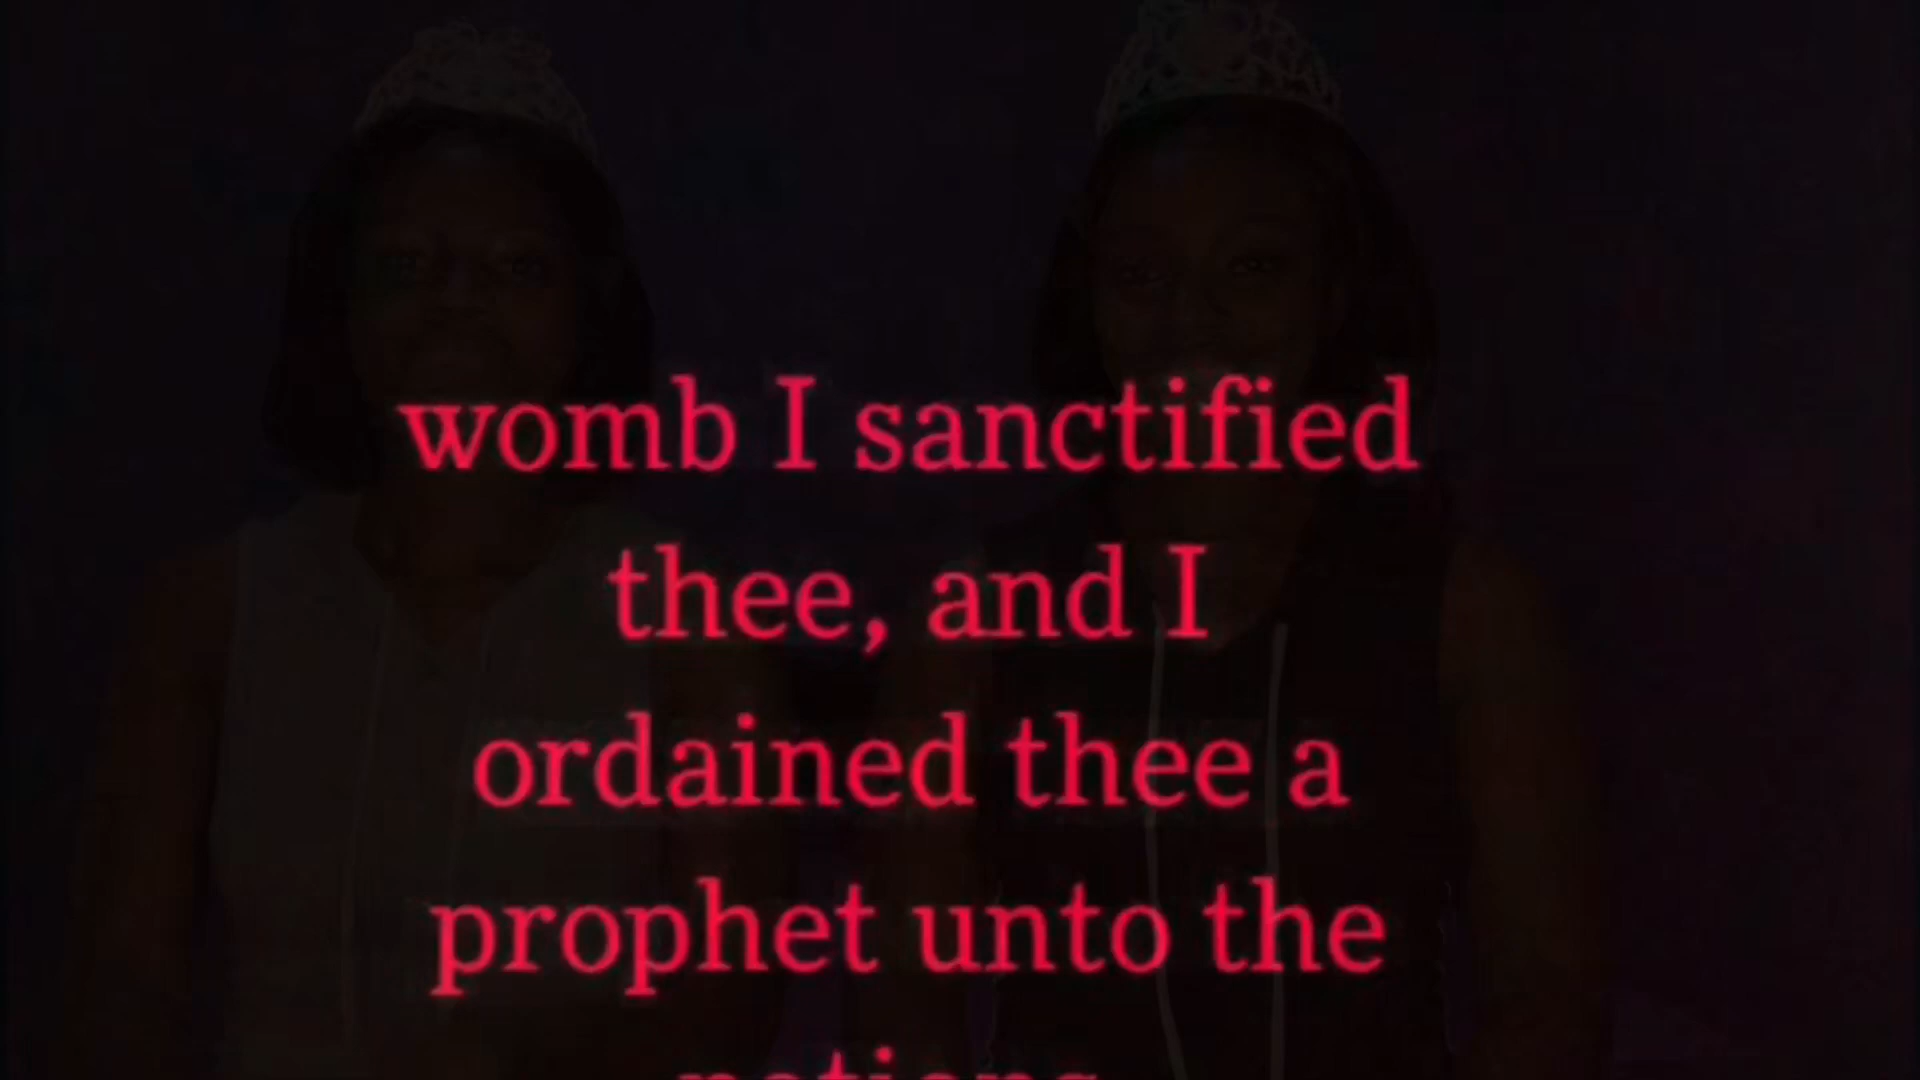 womb I sanctified
thee, and I
ordained thee a
prophet unto the